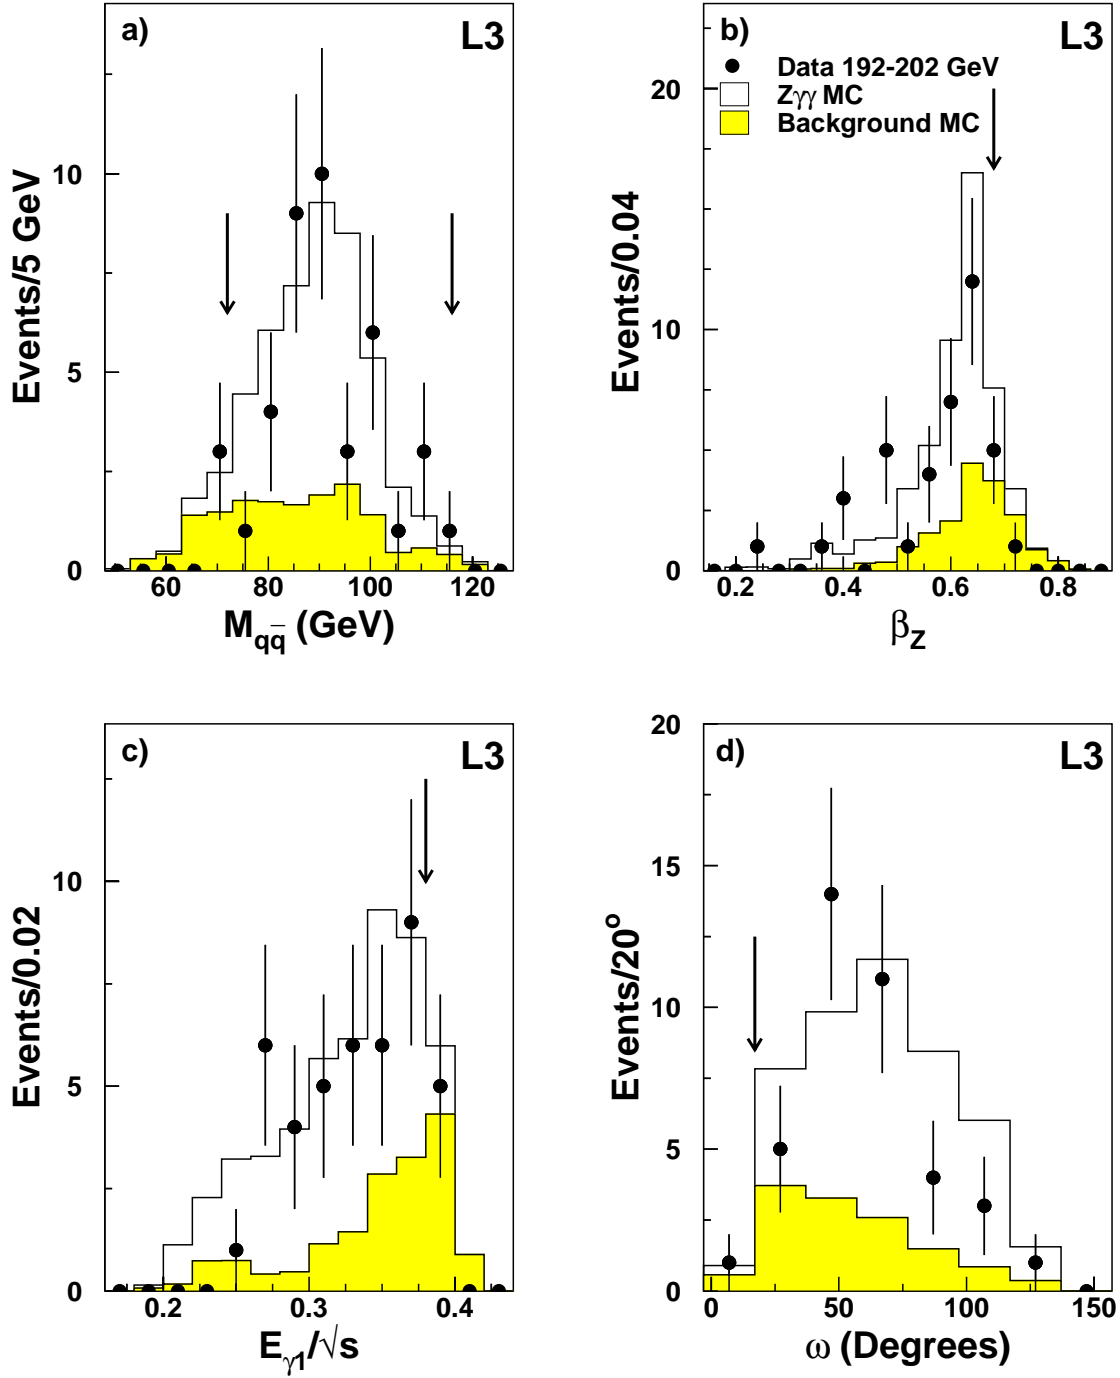 a)
L3
Events/5 GeV
10
5
0
60 80 100 120
M_qq̅ (GeV)
b)
L3
Data 192-202 GeV
Zγγ MC
Background MC
Events/0.04
20
10
0
0.2 0.4 0.6 0.8
β_Z
c)
L3
Events/0.02
10
5
0
0.2 0.3 0.4
E_γ1/√s
d)
L3
Events/20°
20
15
10
5
0
0 50 100 150
ω (Degrees)